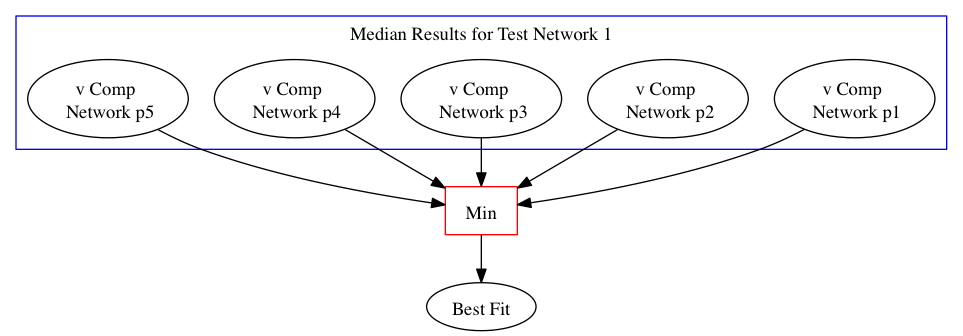 Median Results for Test Network 1
v Comp
Network p5
v Comp
Network p4
v Comp
Network p3
v Comp
Network p2
v Comp
Network p1
Min
Best Fit